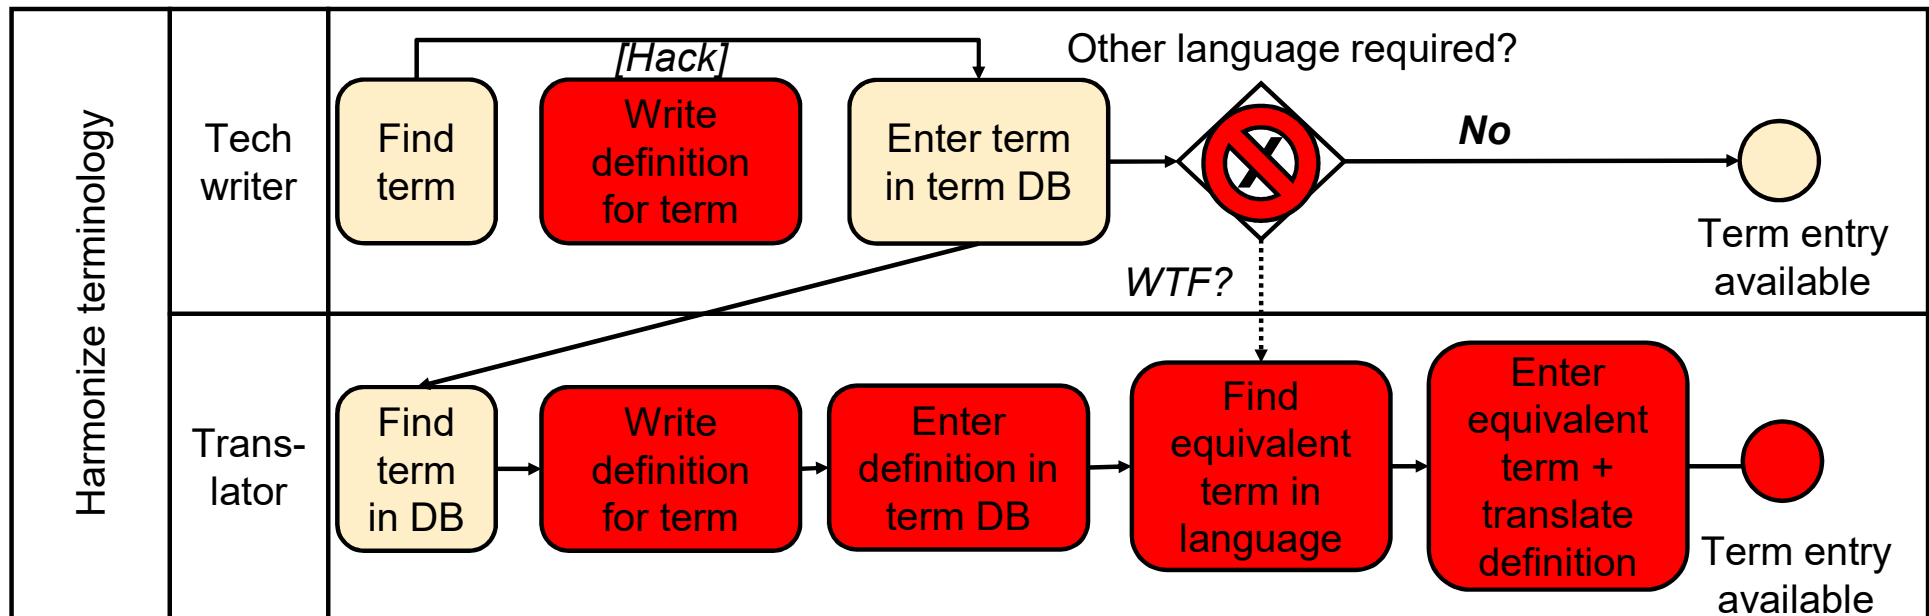 Harmonize terminology
Tech
writer
Find
term
[Hack]
Write
definition
for term
Enter term
in term DB
Other language required?
X
No
Term entry
available
WTF?
Trans-
lator
Find
term
in DB
Write
definition
for term
Enter
definition in
term DB
Find
equivalent
term in
language
Enter
equivalent
term +
translate
definition
Term entry
available